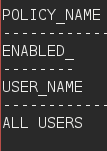 POLICY_NAME
-----------
ENABLED_
--------
USER_NAME
-----------
ALL USERS